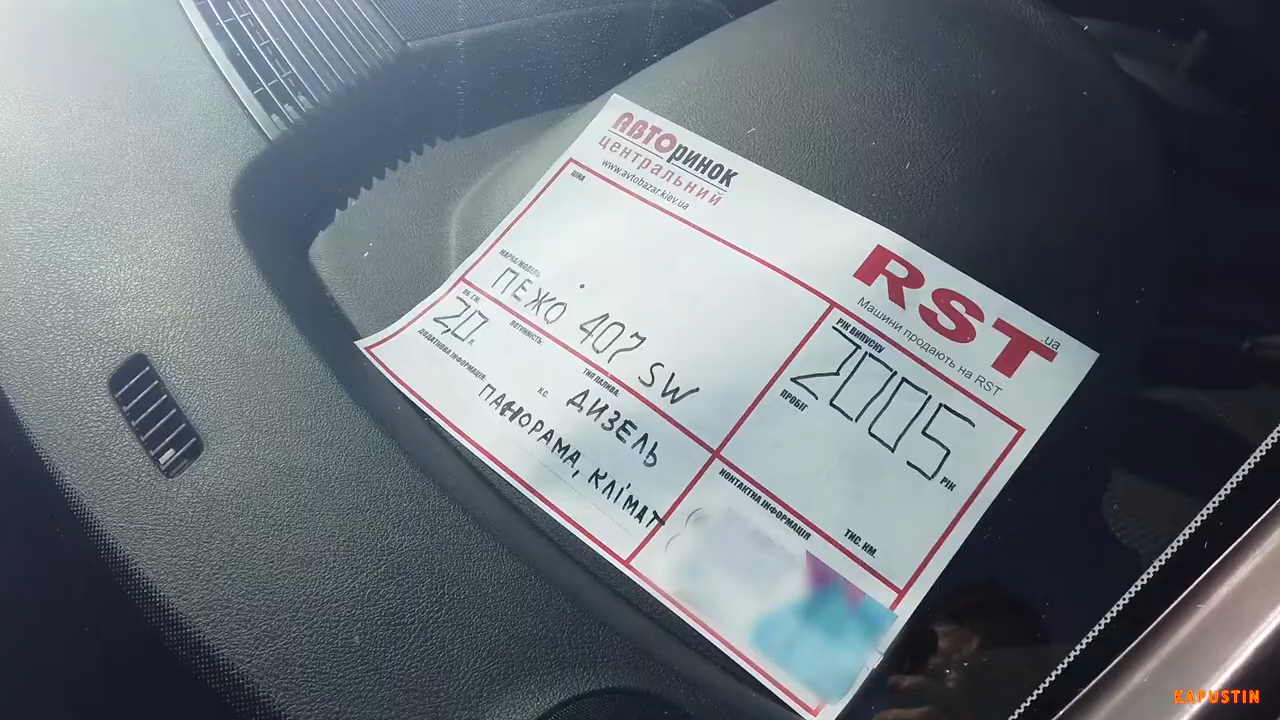 АВТОРИНОК
центральний
www.avtobazar.kiev.ua
RST.ua
Машини продають на RST
ЦІНА
МАРКА/МОДЕЛЬ
ПЕЖО 407 SW
РІК ВИПУСКУ
2005 РІК
ПРОБІГ
ТИС. КМ.
ОБ. СМ.
2,0 л.
ПОТУЖНІСТЬ:
К.С.
ТИП ПАЛИВА:
ДИЗЕЛЬ
ДОДАТКОВА ІНФОРМАЦІЯ:
ПАНОРАМА, КЛІМАТ
КОНТАКТНА ІНФОРМАЦІЯ
KAPUSTIN